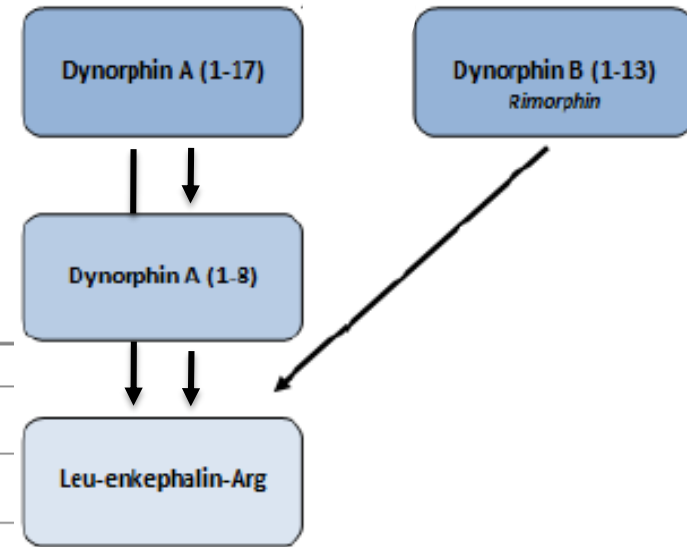 Dynorphin A (1-17)
Dynorphin B (1-13)
Rimorphin
Dynorphin A (1-8)
Leu-enkephalin-Arg